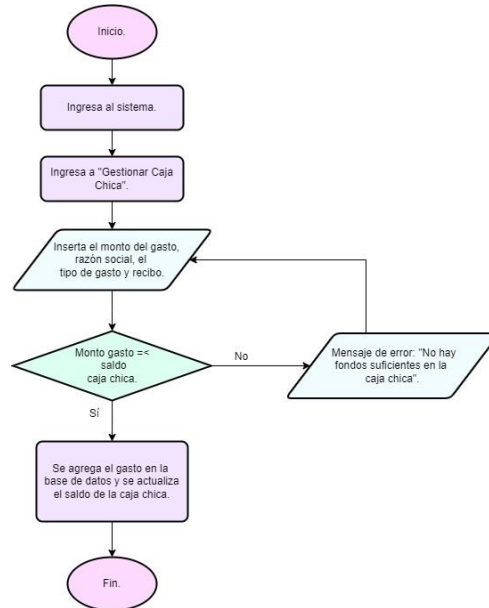 Inicio.
Ingresa al sistema.
Ingresa a "Gestionar Caja
Chica".
Inserta el monto del gasto,
razón social, el
tipo de gasto y recibo.
Monto gasto =<
saldo
caja chica.
No
Mensaje de error: "No hay
fondos suficientes en la
caja chica".
Sí
Se agrega el gasto en la
base de datos y se actualiza
el saldo de la caja chica.
Fin.